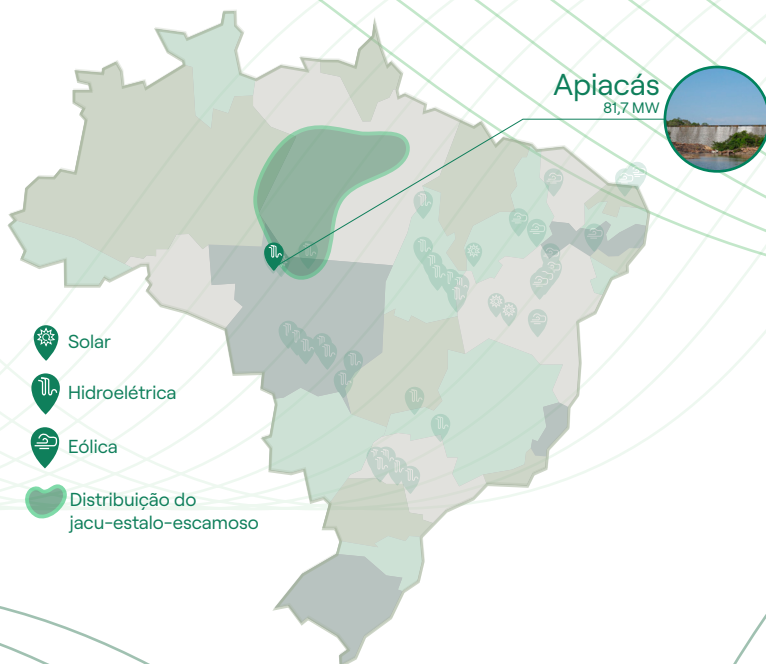 Apiacás
81,7 MW
Solar
Hidroelétrica
Eólica
Distribuição do
jacu-estalo-escamoso